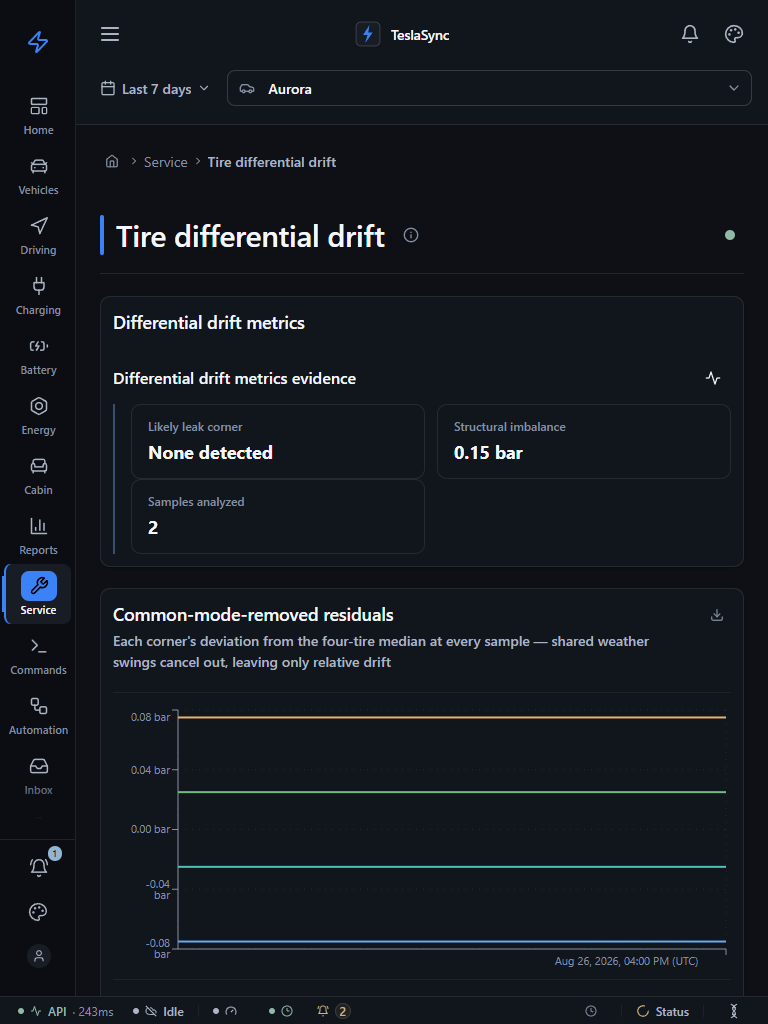 TeslaSync
Last 7 days
Aurora
Home
Vehicles
Driving
Charging
Battery
Energy
Cabin
Reports
Service
Commands
Automation
Inbox
1
Service
Tire differential drift
Tire differential drift
Differential drift metrics
Differential drift metrics evidence
Likely leak corner
None detected
Structural imbalance
0.15 bar
Samples analyzed
2
Common-mode-removed residuals
Each corner's deviation from the four-tire median at every sample — shared weather
swings cancel out, leaving only relative drift
0.08 bar
0.04 bar
0.00 bar
-0.04
bar
-0.08
bar
Aug 26, 2026, 04:00 PM (UTC)
API · 243ms
Idle
2
Status